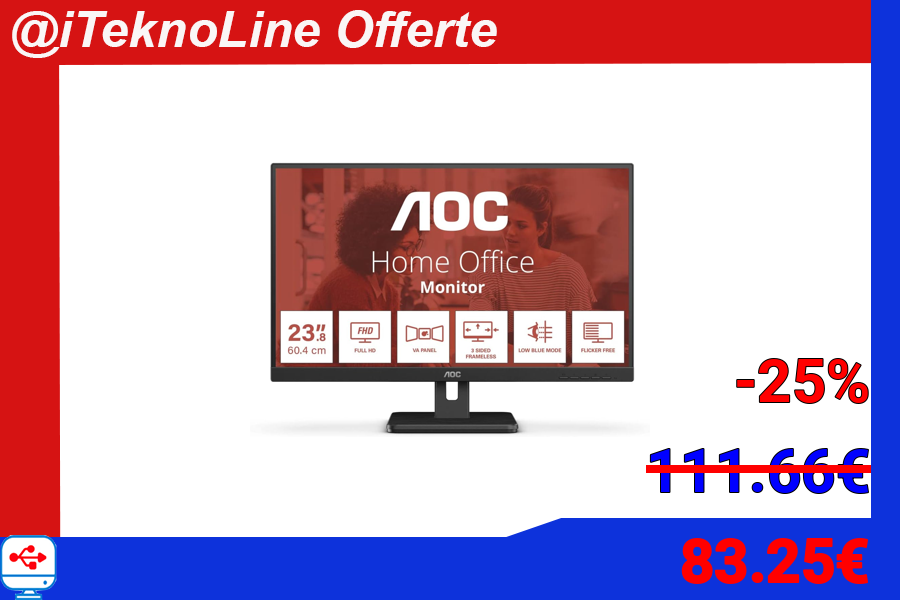 @iTeknoLine Offerte
AOC
Home Office
Monitor
23".8
60.4 cm
FHD
FULL HD
VA PANEL
3 SIDED
FRAMELESS
LOW BLUE MODE
FLICKER FREE
AOC
-25%
111.66€
83.25€